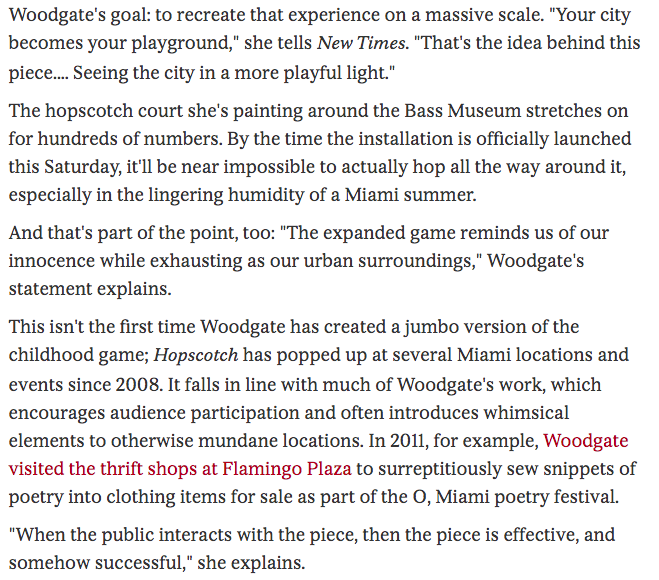 Woodgate's goal: to recreate that experience on a massive scale. "Your city
becomes your playground," she tells New Times. "That's the idea behind this
piece.... Seeing the city in a more playful light."
The hopscotch court she's painting around the Bass Museum stretches on
for hundreds of numbers. By the time the installation is officially launched
this Saturday, it'll be near impossible to actually hop all the way around it,
especially in the lingering humidity of a Miami summer.
And that's part of the point, too: "The expanded game reminds us of our
innocence while exhausting as our urban surroundings," Woodgate's
statement explains.
This isn't the first time Woodgate has created a jumbo version of the
childhood game; Hopscotch has popped up at several Miami locations and
events since 2008. It falls in line with much of Woodgate's work, which
encourages audience participation and often introduces whimsical
elements to otherwise mundane locations. In 2011, for example, Woodgate
visited the thrift shops at Flamingo Plaza to surreptitiously sew snippets of
poetry into clothing items for sale as part of the O, Miami poetry festival.
"When the public interacts with the piece, then the piece is effective, and
somehow successful," she explains.